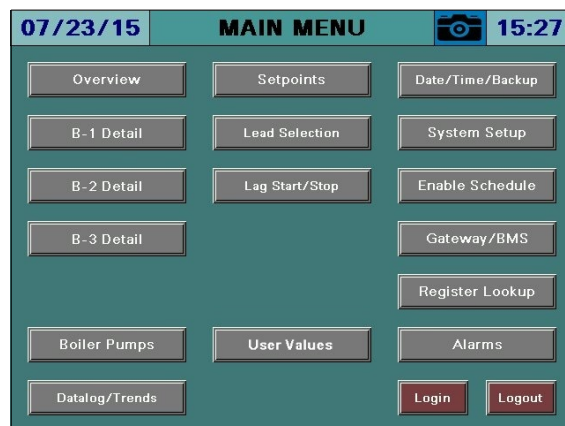 07/23/15 MAIN MENU 15:27
Overview Setpoints Date/Time/Backup
B-1 Detail Lead Selection System Setup
B-2 Detail Lag Start/Stop Enable Schedule
B-3 Detail Gateway/BMS
Register Lookup
Boiler Pumps User Values Alarms
Datalog/Trends Login Logout